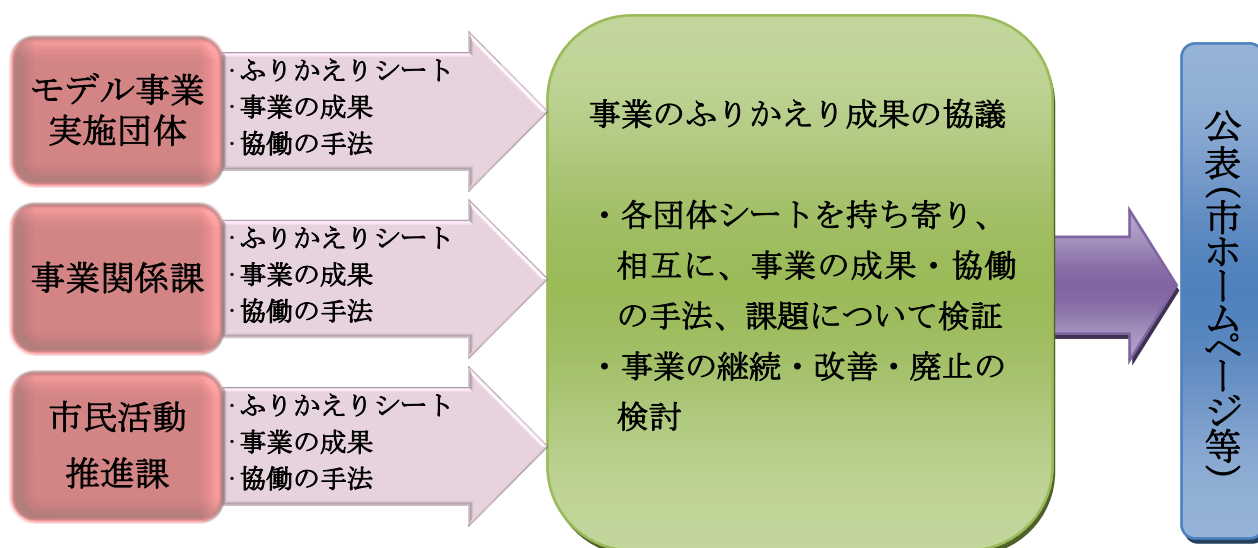 モデル事業
実施団体
・ふりかえりシート
・事業の成果
・協働の手法
事業関係課
・ふりかえりシート
・事業の成果
・協働の手法
市民活動
推進課
・ふりかえりシート
・事業の成果
・協働の手法
事業のふりかえり成果の協議
・各団体シートを持ち寄り、
相互に、事業の成果・協働
の手法、課題について検証
・事業の継続・改善・廃止の
検討
公表(市ホームページ等)